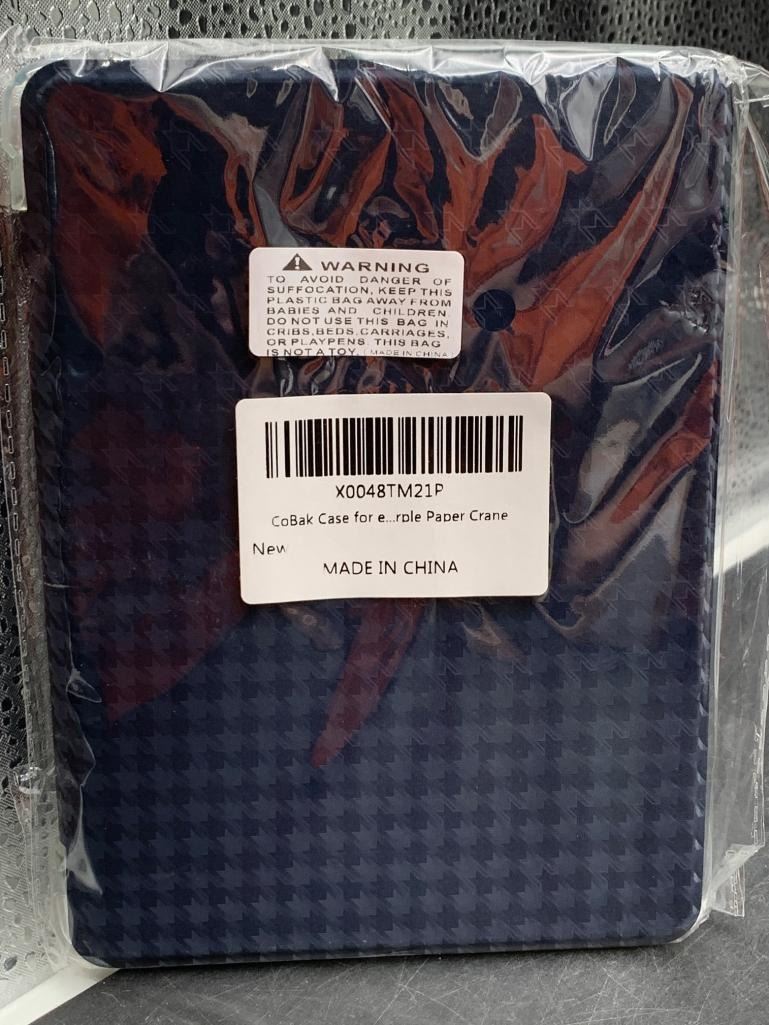 WARNING
TO AVOID DANGER OF
SUFFOCATION, KEEP THIS
PLASTIC BAG AWAY FROM
BABIES AND CHILDREN.
DO NOT USE THIS BAG IN
CRIBS,BEDS,CARRIAGES,
OR PLAYPENS. THIS BAG
IS NOT A TOY. MADE IN CHINA
X0048TM21P
CoBak Case for e...rple Paper Crane
New
MADE IN CHINA